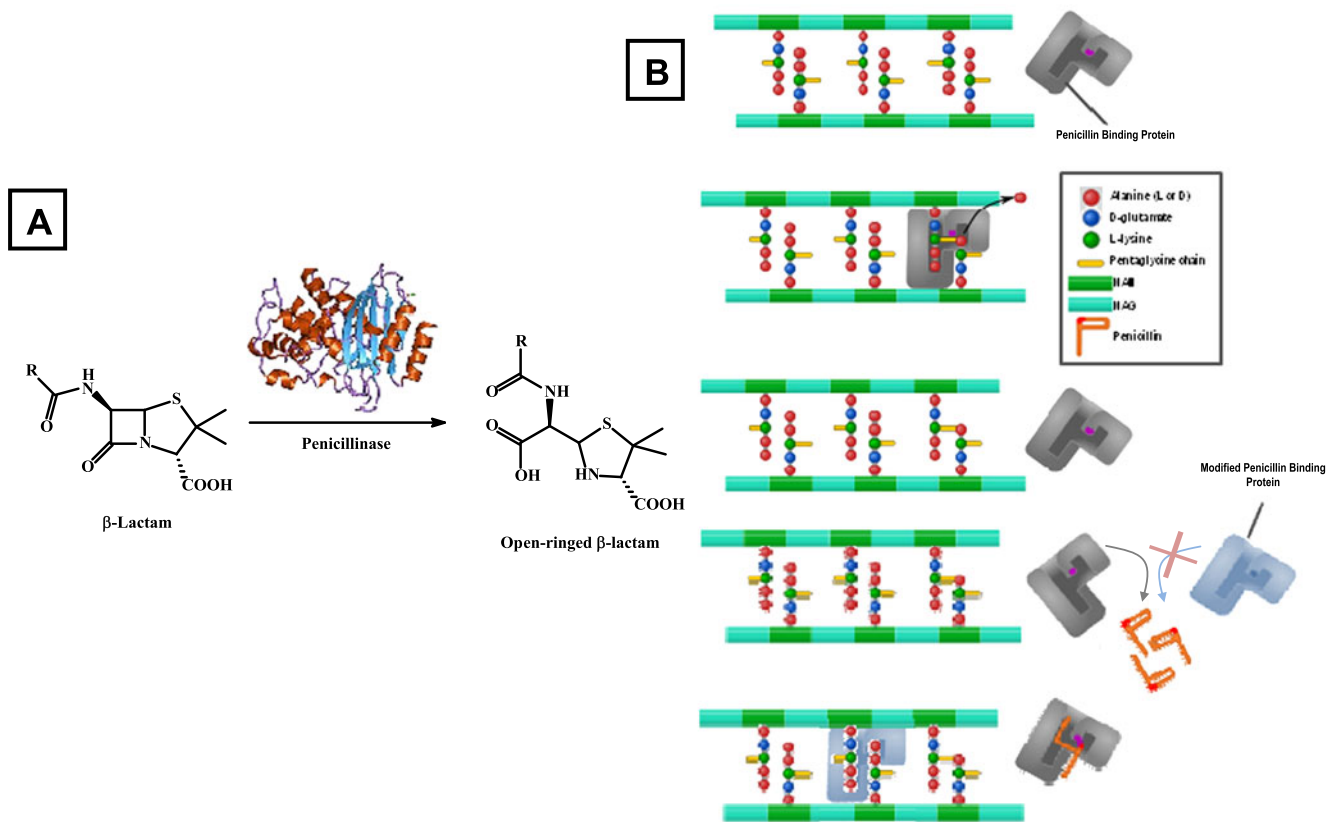 B
Penicillin Binding Protein
A
Alanine (L or D)
D-glutamate
L-lysine
Pentaglycine chain
NAM
NAG
Penicillin
R
H
N
O
S
N
O
COOH
β-Lactam
Penicillinase
R
O
NH
O
OH
S
HN
COOH
Open-ringed β-lactam
Modified Penicillin Binding
Protein